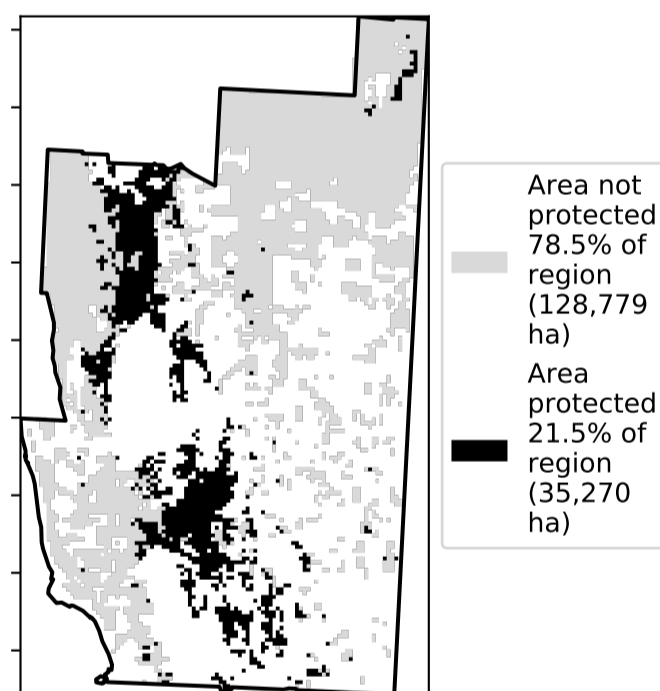 Area not
protected
78.5% of
region
(128,779
ha)
Area
protected
21.5% of
region
(35,270
ha)